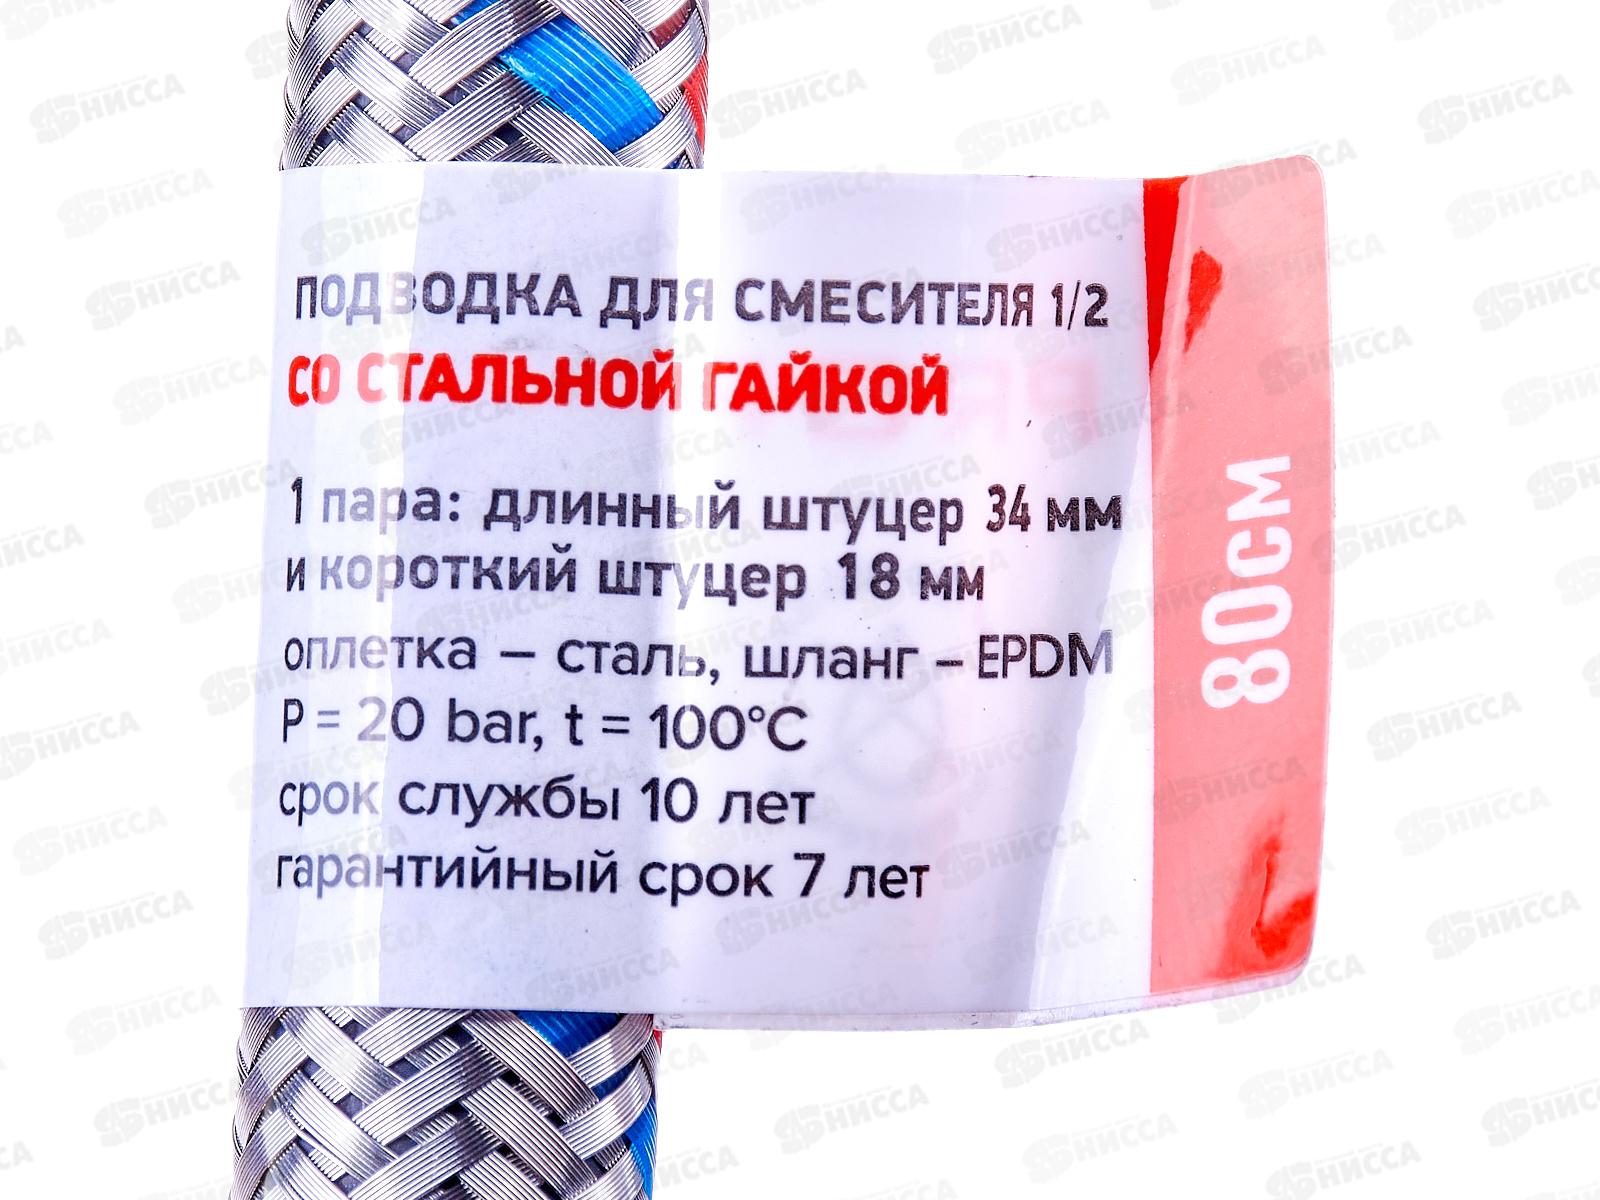 ПОДВОДКА ДЛЯ СМЕСИТЕЛЯ 1/2
СО СТАЛЬНОЙ ГАЙКОЙ
1 пара: длинный штуцер 34 мм
и короткий штуцер 18 мм
оплетка – сталь, шланг – EPDM
P = 20 bar, t = 100°C
срок службы 10 лет
гарантийный срок 7 лет
80СМ
НИССА